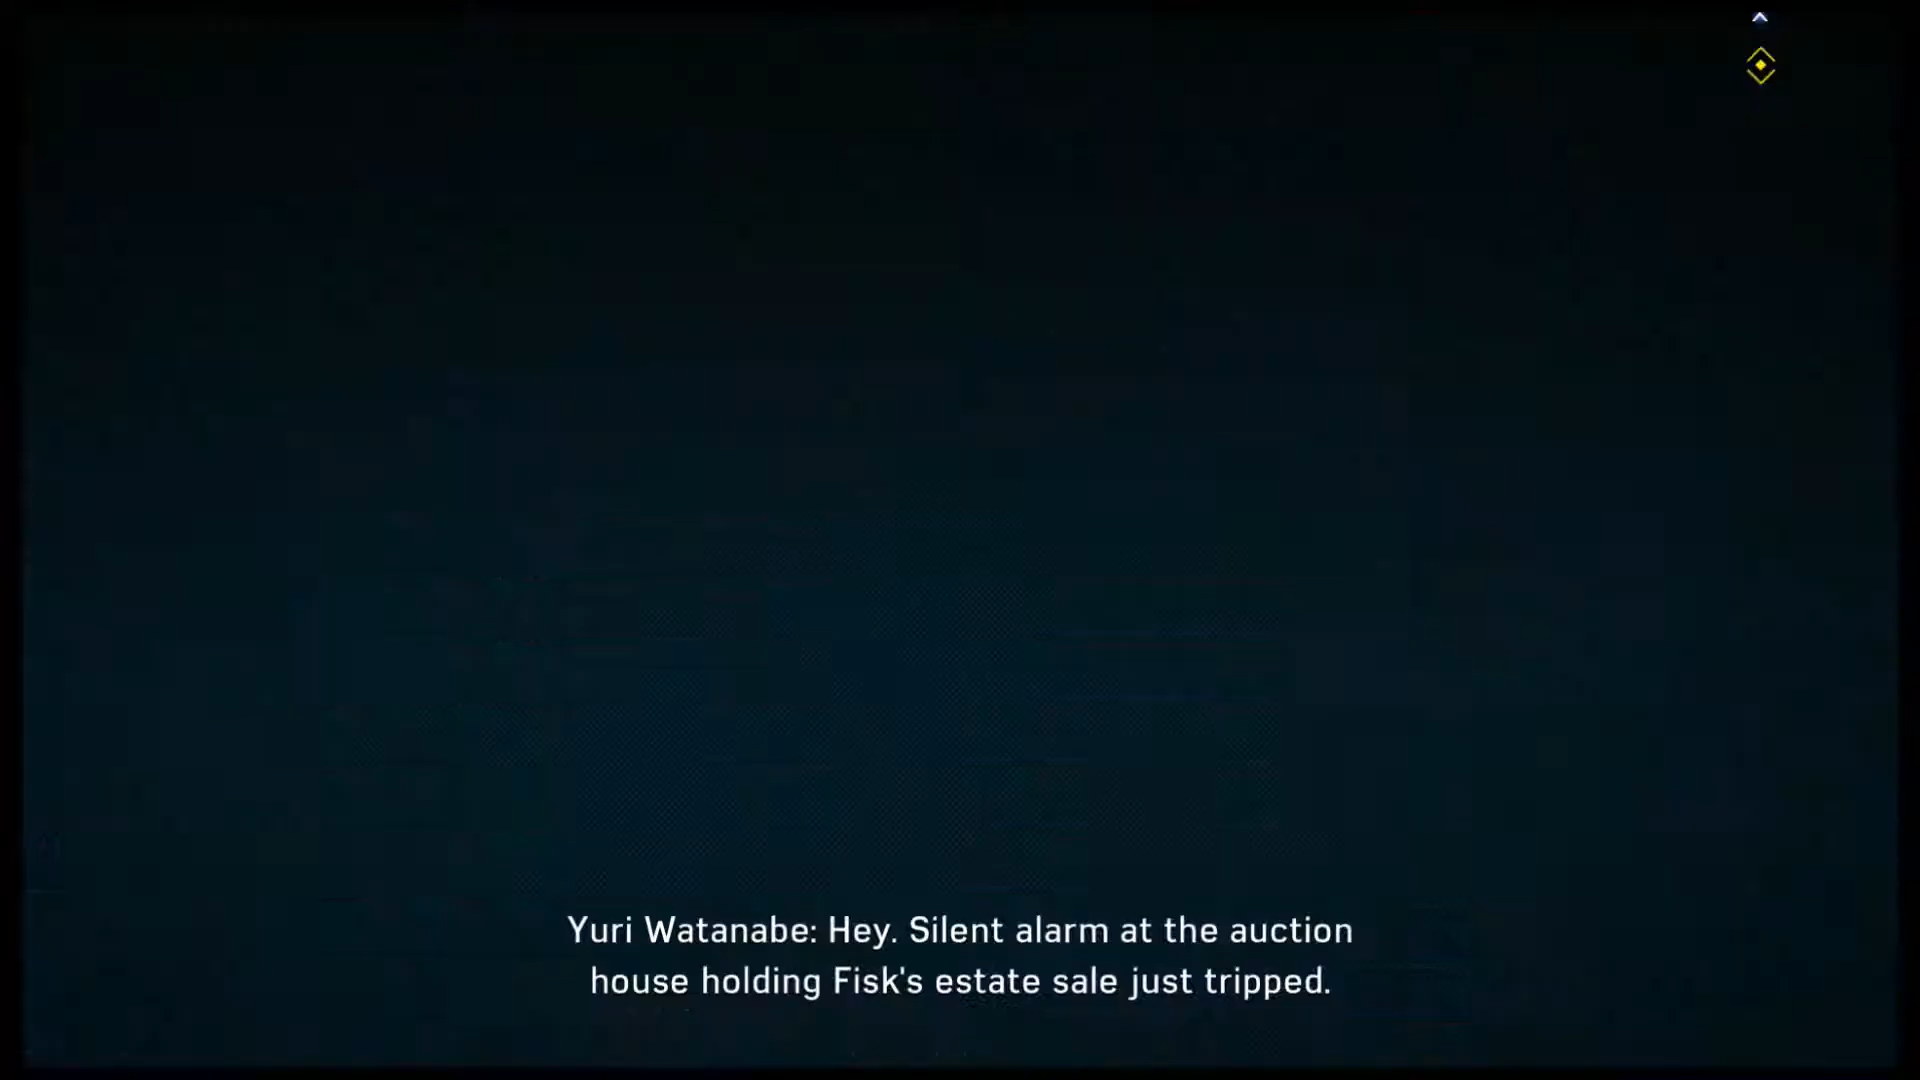 Yuri Watanabe: Hey. Silent alarm at the auction
house holding Fisk's estate sale just tripped.